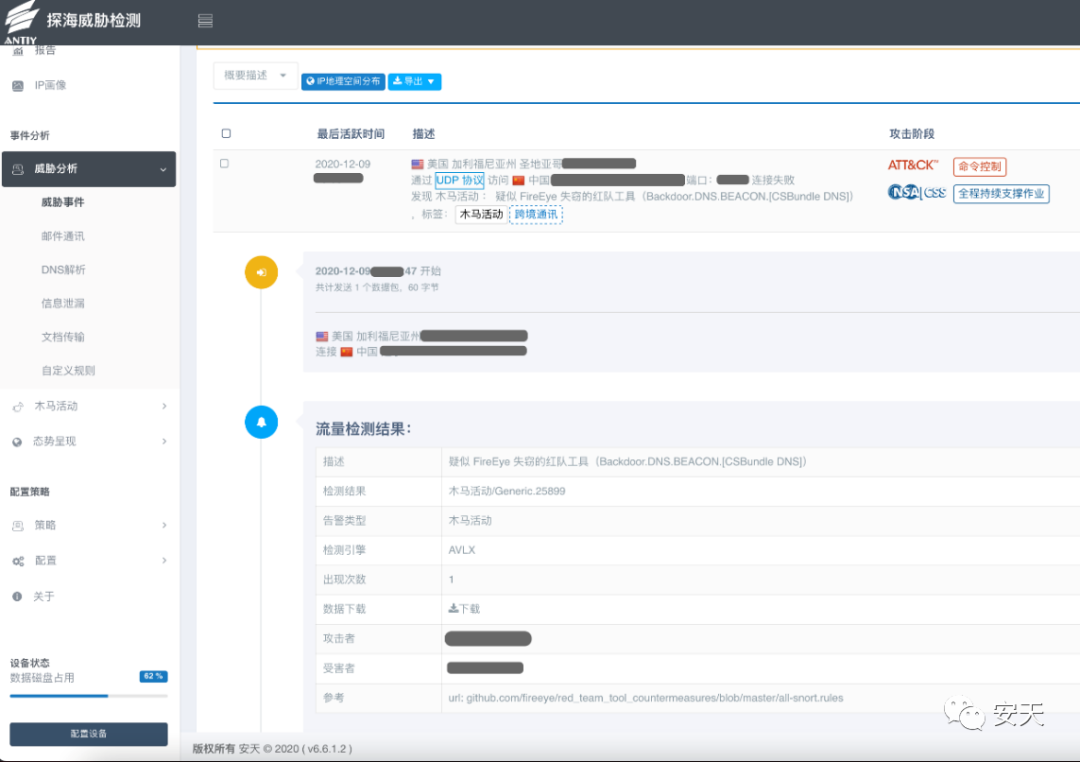 探海威胁检测
ANTIY
报告
IP画像
事件分析
威胁分析
威胁事件
邮件通讯
DNS解析
信息泄漏
文档传输
自定义规则
木马活动
态势呈现
配置策略
策略
配置
关于
设备状态
数据磁盘占用 62 %
配置设备
概要描述 IP地理空间分布 导出
最后活跃时间 描述 攻击阶段
2020-12-09
美国 加利福尼亚州 圣地亚哥
通过 UDP 协议 访问 中国 端口: 连接失败
发现 木马活动: 疑似 FireEye 失窃的红队工具（Backdoor.DNS.BEACON.[CSBundle DNS]）
，标签: 木马活动 跨境通讯
ATT&CK™ 命令控制
NSA|CSS 全程持续支撑作业
2020-12-09 47 开始
共计发送 1 个数据包，60 字节
美国 加利福尼亚州
连接 中国
流量检测结果：
描述 疑似 FireEye 失窃的红队工具（Backdoor.DNS.BEACON.[CSBundle DNS]）
检测结果 木马活动/Generic.25899
告警类型 木马活动
检测引擎 AVLX
出现次数 1
数据下载 下载
攻击者
受害者
参考 url: github.com/fireeye/red_team_tool_countermeasures/blob/master/all-snort.rules
安天
版权所有 安天 © 2020 ( v6.6.1.2 )